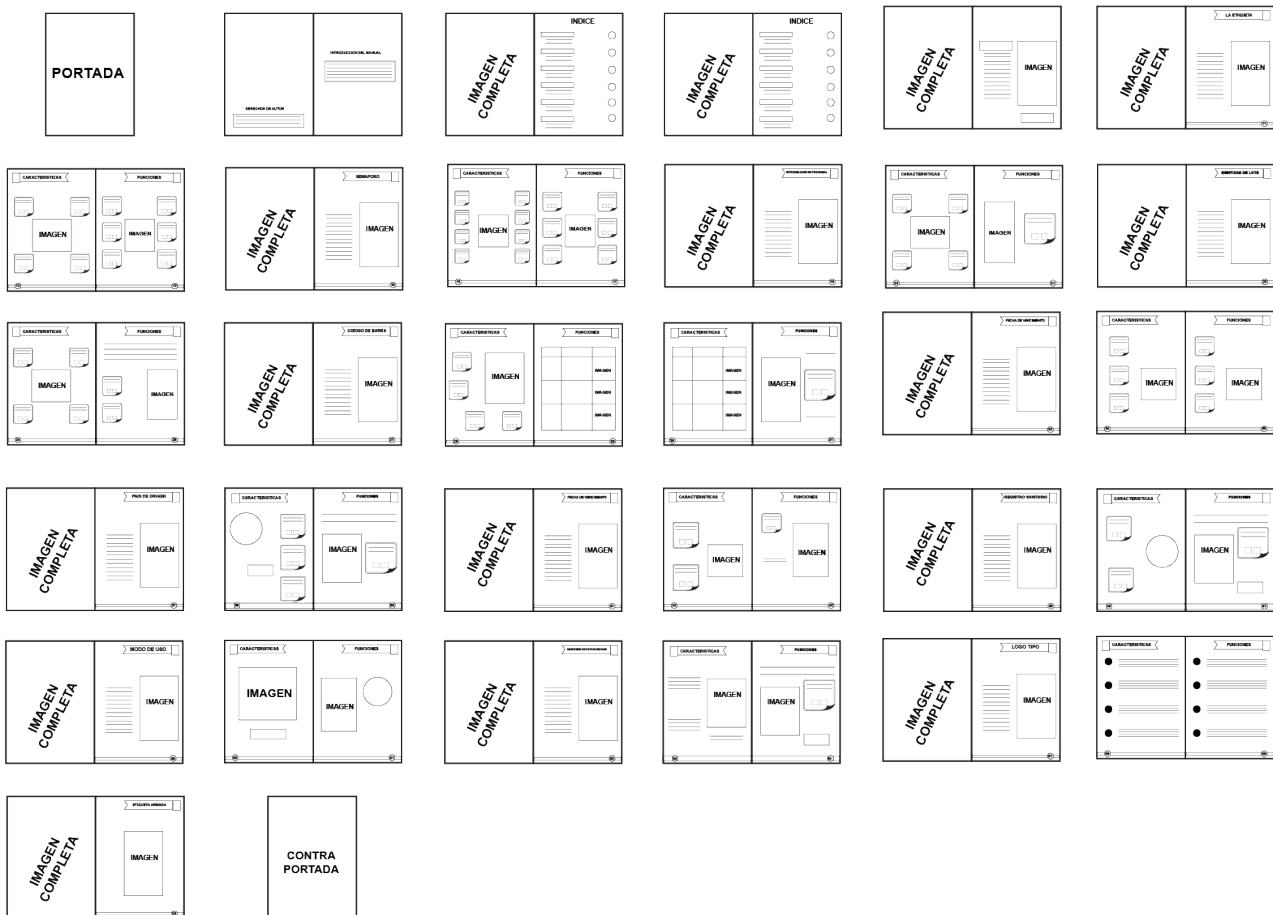 PORTADA
INTRODUCCION DEL MANUAL
DERECHOS DE AUTOR
IMAGEN
COMPLETA
INDICE
IMAGEN
COMPLETA
INDICE
IMAGEN
COMPLETA
IMAGEN
IMAGEN
COMPLETA
LA ETIQUETA
IMAGEN
CARACTERISTICAS
IMAGEN
FUNCIONES
IMAGEN
IMAGEN
COMPLETA
SEMAFORO
IMAGEN
CARACTERISTICAS
IMAGEN
FUNCIONES
IMAGEN
IMAGEN
COMPLETA
IMAGEN
CARACTERISTICAS
IMAGEN
FUNCIONES
IMAGEN
IMAGEN
COMPLETA
IDENTIDAD DE LOTE
IMAGEN
CARACTERISTICAS
IMAGEN
FUNCIONES
IMAGEN
IMAGEN
COMPLETA
CODIGO DE BARRA
IMAGEN
CARACTERISTICAS
IMAGEN
FUNCIONES
IMAGEN
IMAGEN
IMAGEN
CARACTERISTICAS
IMAGEN
IMAGEN
IMAGEN
FUNCIONES
IMAGEN
IMAGEN
COMPLETA
FECHA DE VENCIMIENTO
IMAGEN
CARACTERISTICAS
IMAGEN
FUNCIONES
IMAGEN
IMAGEN
COMPLETA
PAIS DE ORIGEN
IMAGEN
CARACTERISTICAS
FUNCIONES
IMAGEN
IMAGEN
COMPLETA
FECHA DE VENCIMIENTO
IMAGEN
CARACTERISTICAS
IMAGEN
FUNCIONES
IMAGEN
IMAGEN
COMPLETA
REGISTRO SANITARIO
IMAGEN
CARACTERISTICAS
FUNCIONES
IMAGEN
IMAGEN
COMPLETA
MODO DE USO
IMAGEN
CARACTERISTICAS
IMAGEN
FUNCIONES
IMAGEN
IMAGEN
COMPLETA
IMAGEN
CARACTERISTICAS
IMAGEN
FUNCIONES
IMAGEN
IMAGEN
COMPLETA
LOGO TIPO
IMAGEN
CARACTERISTICAS
FUNCIONES
IMAGEN
COMPLETA
ETIQUETA ARMADA
IMAGEN
CONTRA
PORTADA